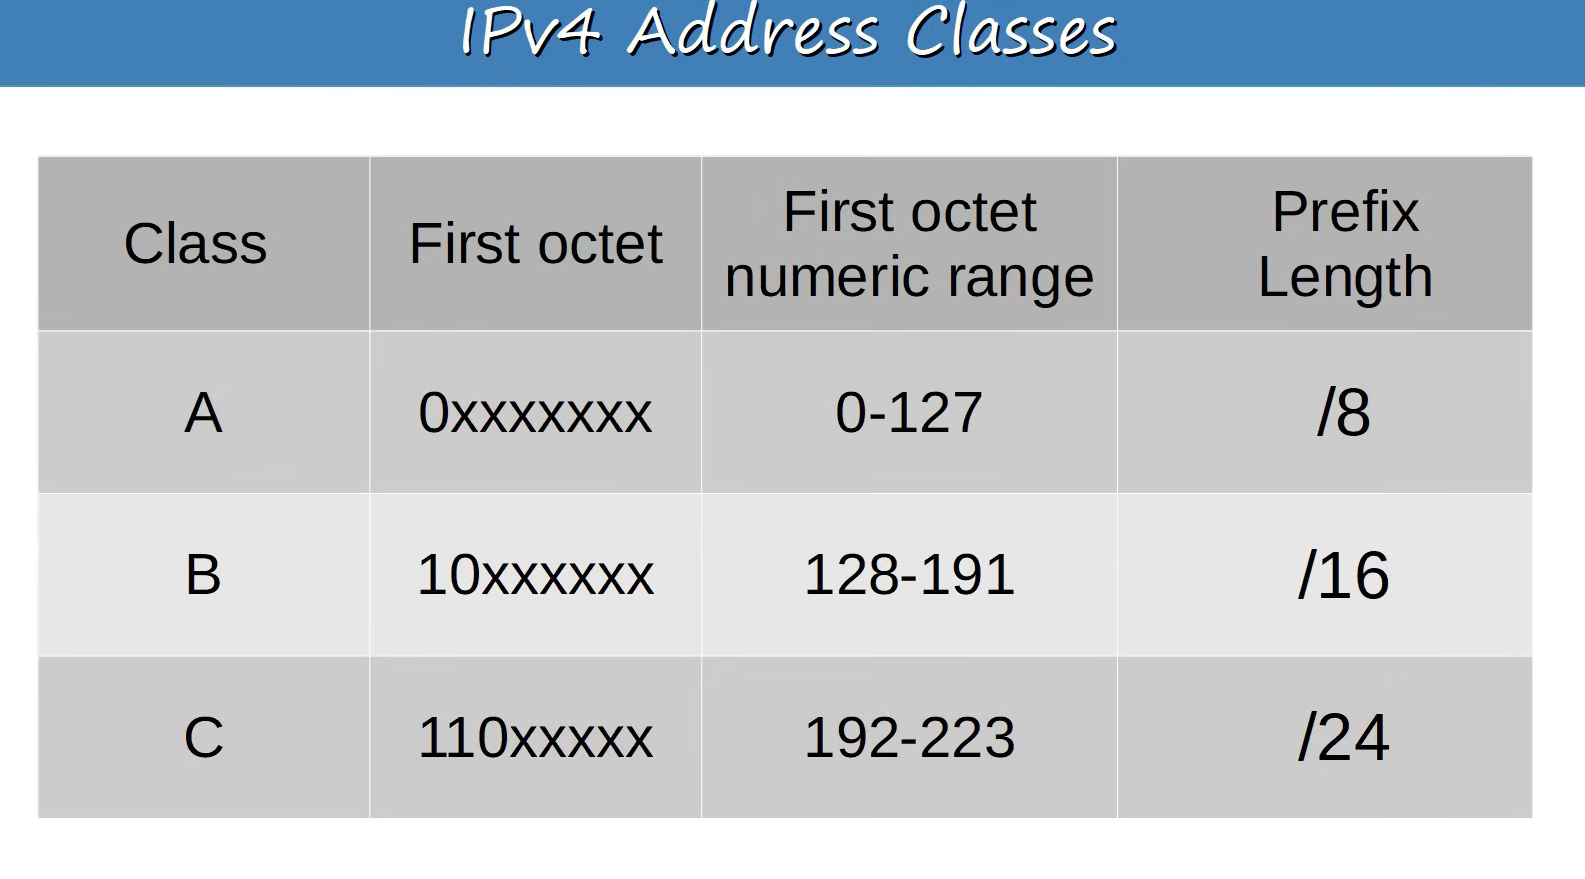 IPv4 Address Classes
Class First octet First octet numeric range Prefix Length
A 0xxxxxxx 0-127 /8
B 10xxxxxx 128-191 /16
C 110xxxxx 192-223 /24